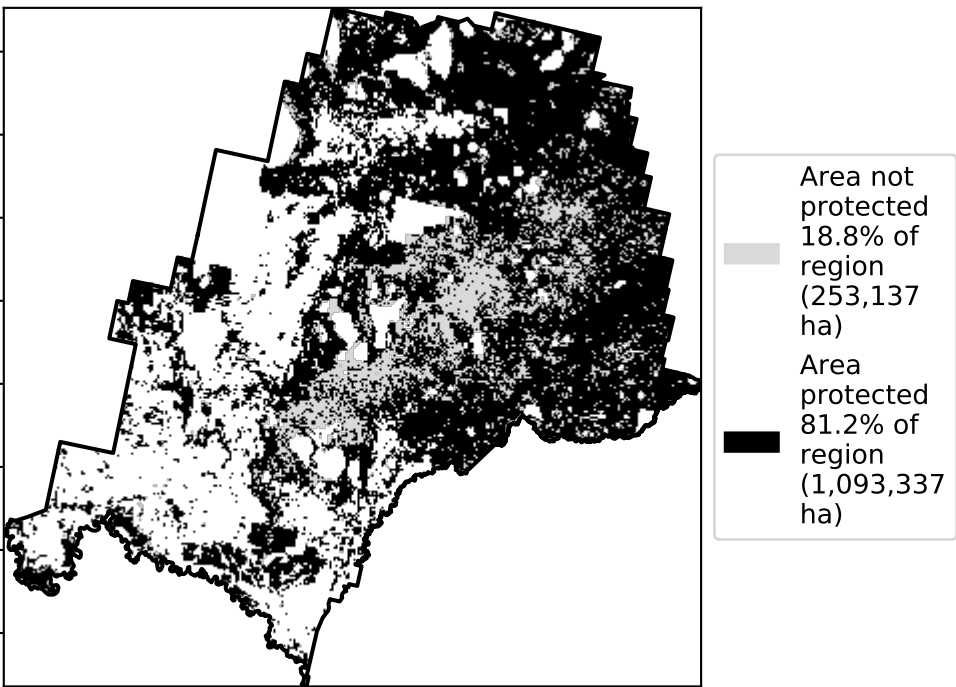 Area not
protected
18.8% of
region
(253,137
ha)
Area
protected
81.2% of
region
(1,093,337
ha)